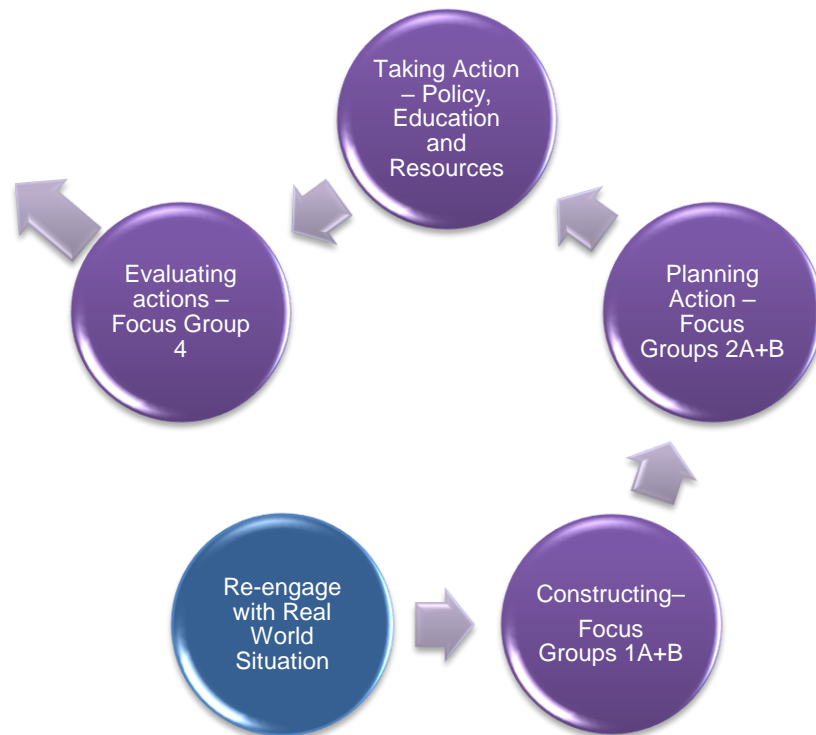 Taking Action
– Policy,
Education
and
Resources
Evaluating
actions –
Focus Group
4
Planning
Action –
Focus
Groups 2A+B
Re-engage
with Real
World
Situation
Constructing–
Focus
Groups 1A+B